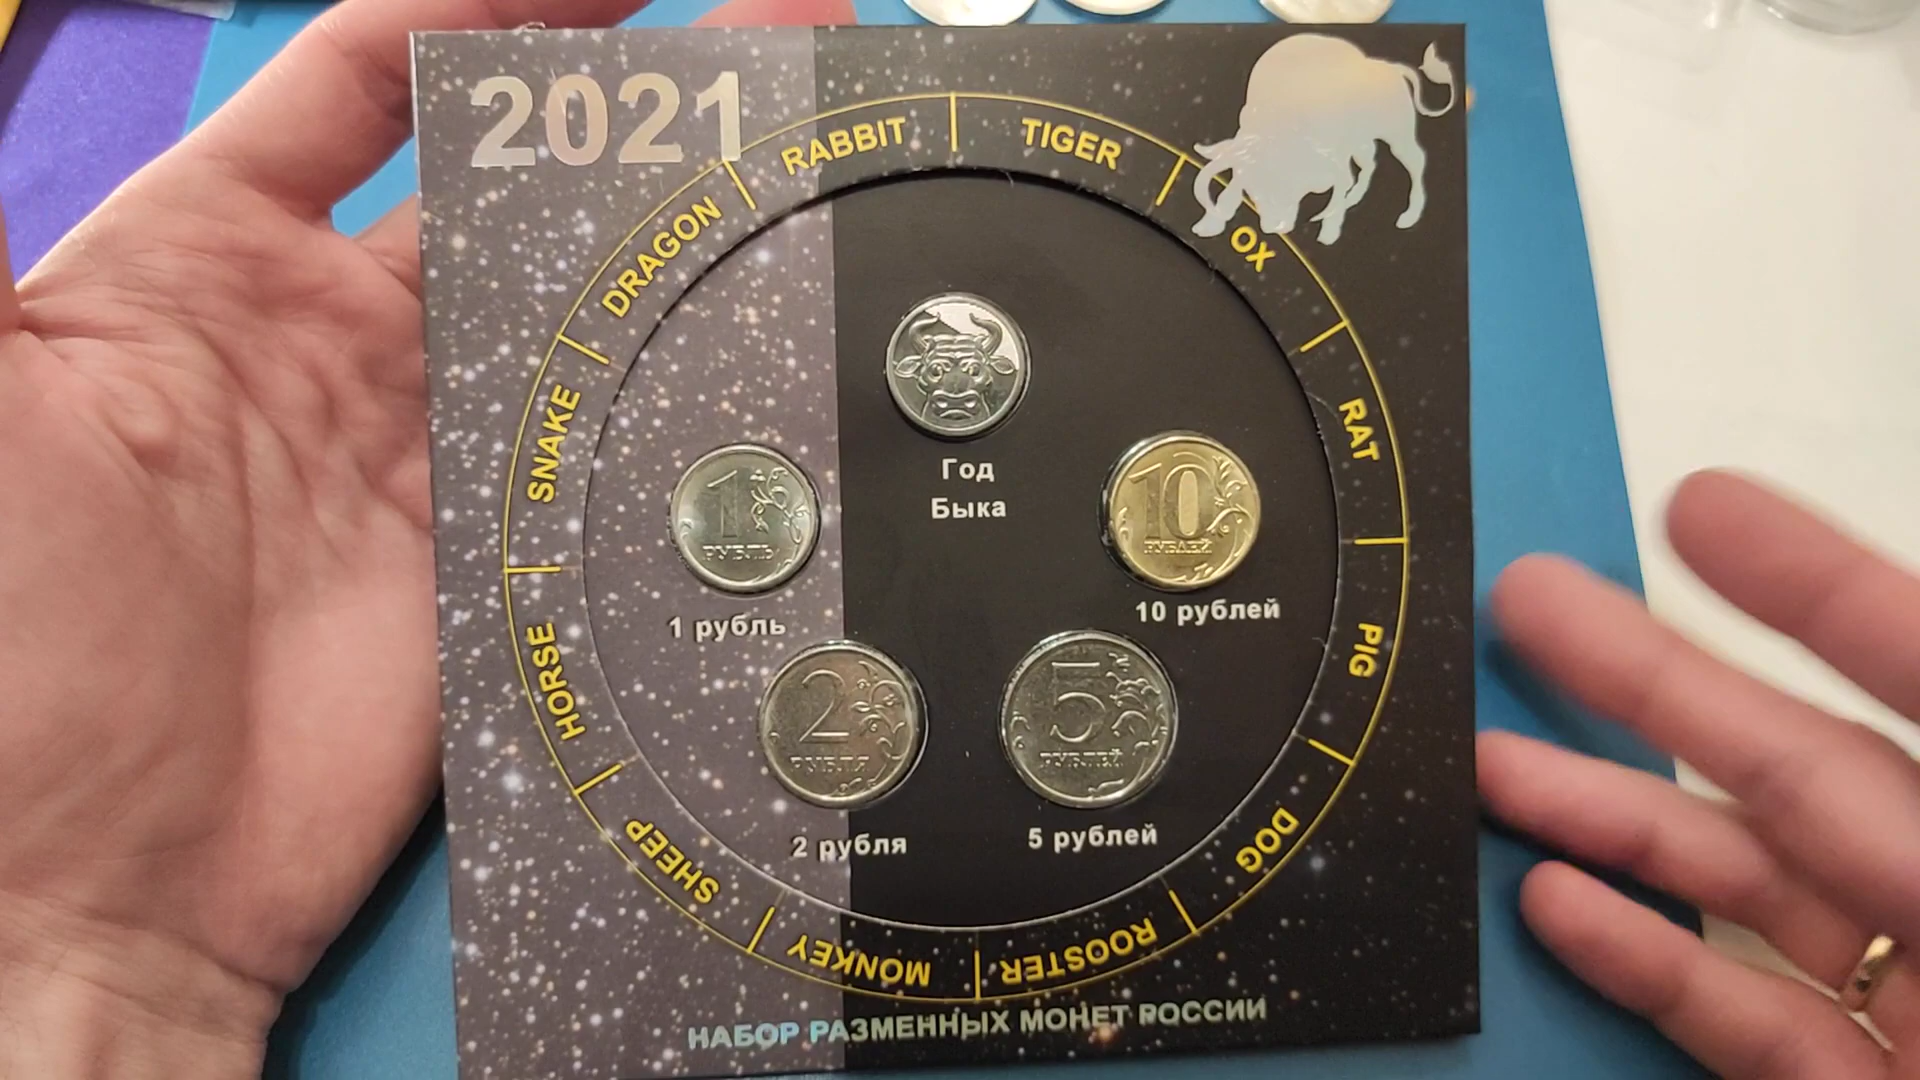 2021
RABBIT
TIGER
OX
RAT
PIG
DOG
ROOSTER
MONKEY
SHEEP
HORSE
SNAKE
DRAGON
Год
Быка
1
РУБЛЬ
1 рубль
10
РУБЛЕЙ
10 рублей
2
РУБЛЯ
2 рубля
5
РУБЛЕЙ
5 рублей
НАБОР РАЗМЕННЫХ МОНЕТ РОССИИ